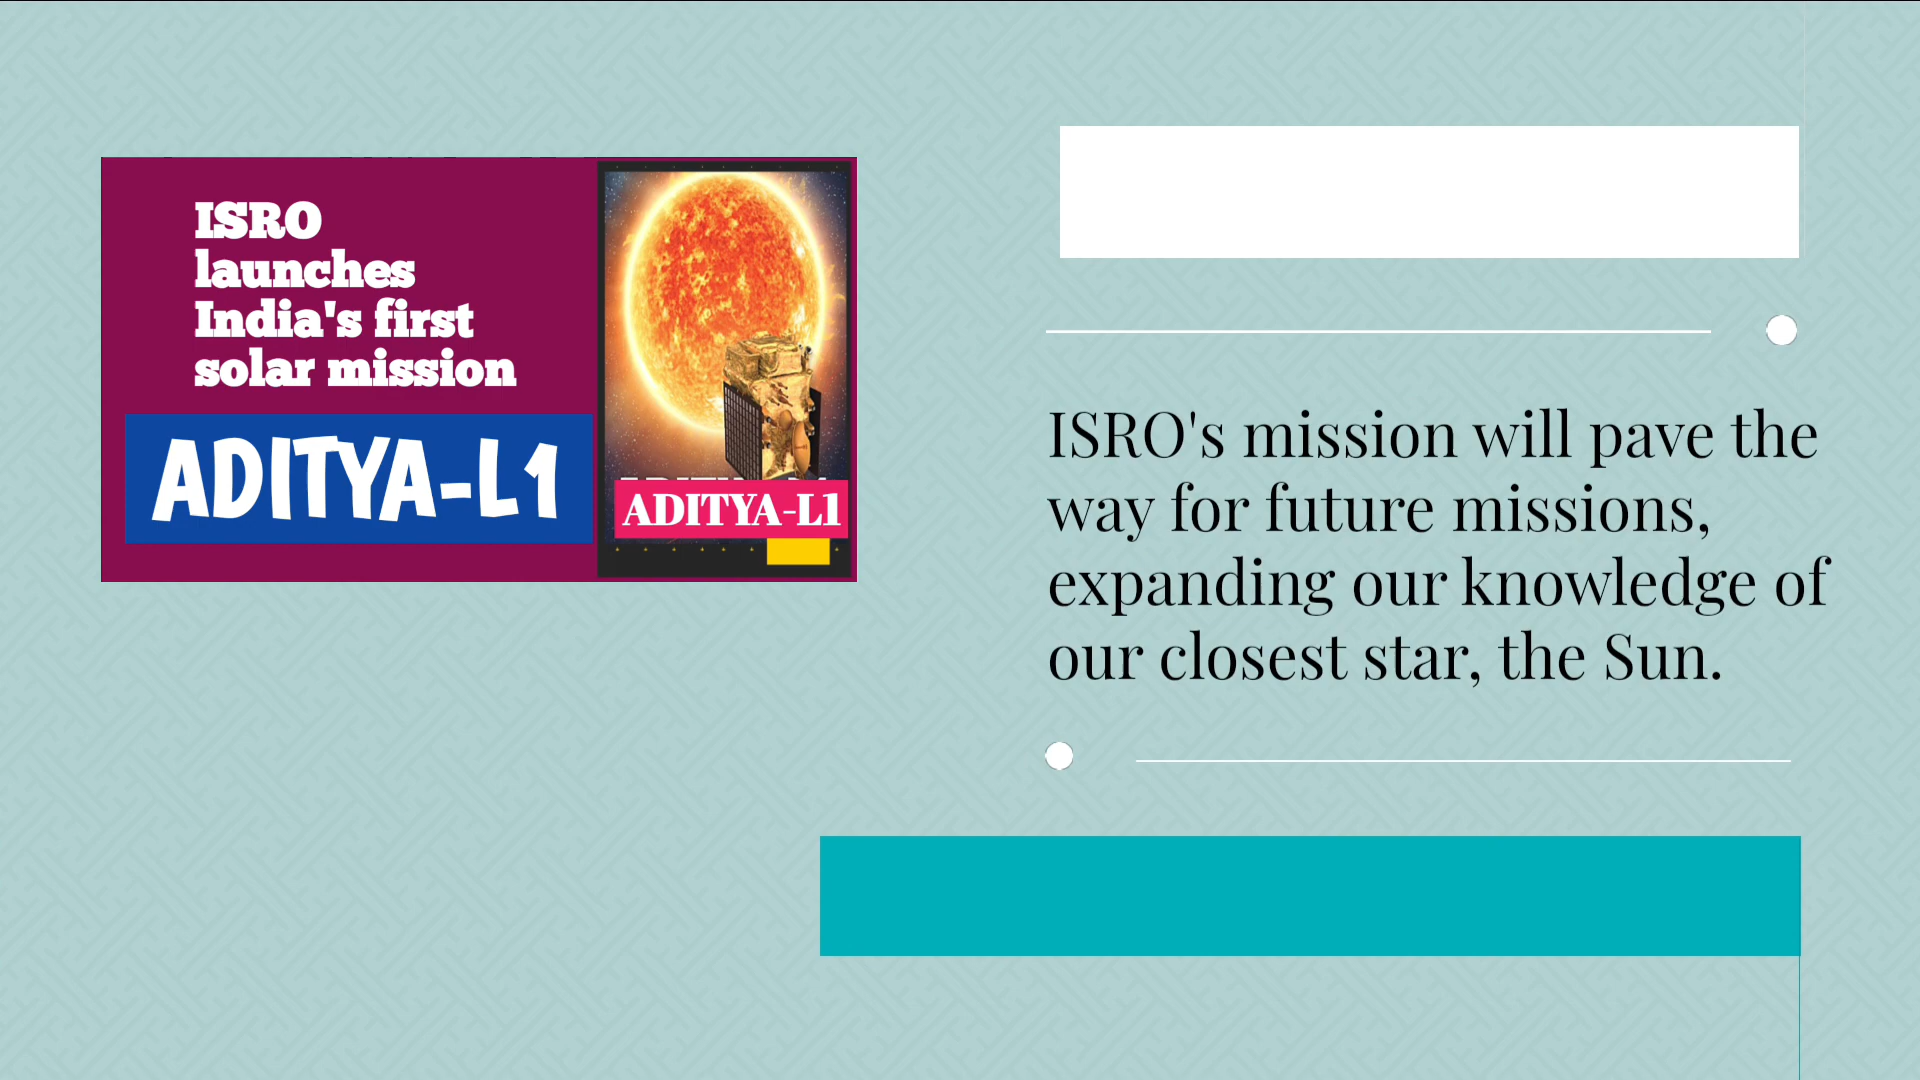 ISRO
launches
India's first
solar mission
ADITYA-L1
ADITYA-L1
ISRO's mission will pave the
way for future missions,
expanding our knowledge of
our closest star, the Sun.